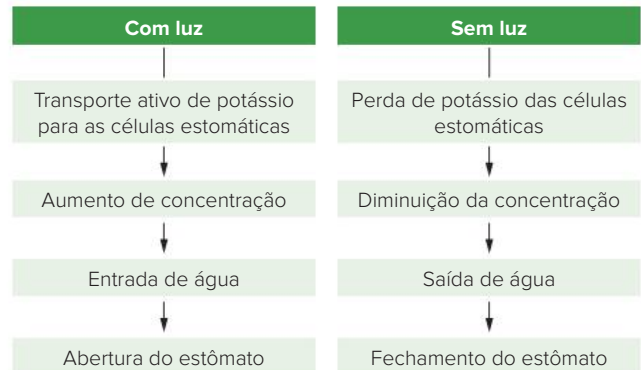 Com luz
Transporte ativo de potássio
para as células estomáticas
Aumento de concentração
Entrada de água
Abertura do estômato
Sem luz
Perda de potássio das células
estomáticas
Diminuição da concentração
Saída de água
Fechamento do estômato